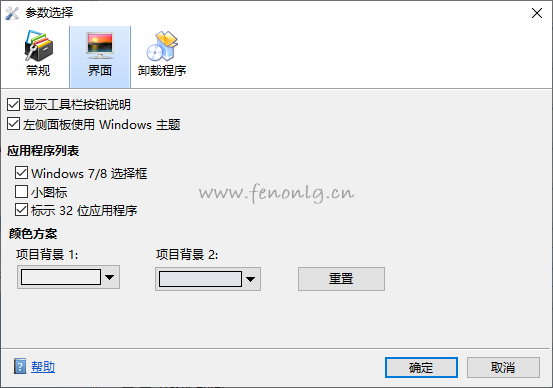 参数选择
常规
界面
卸载程序
显示工具栏按钮说明
左侧面板使用 Windows 主题
应用程序列表
Windows 7/8 选择框
小图标
标示 32 位应用程序
www.fenonlg.cn
颜色方案
项目背景 1:
项目背景 2:
重置
帮助
确定
取消